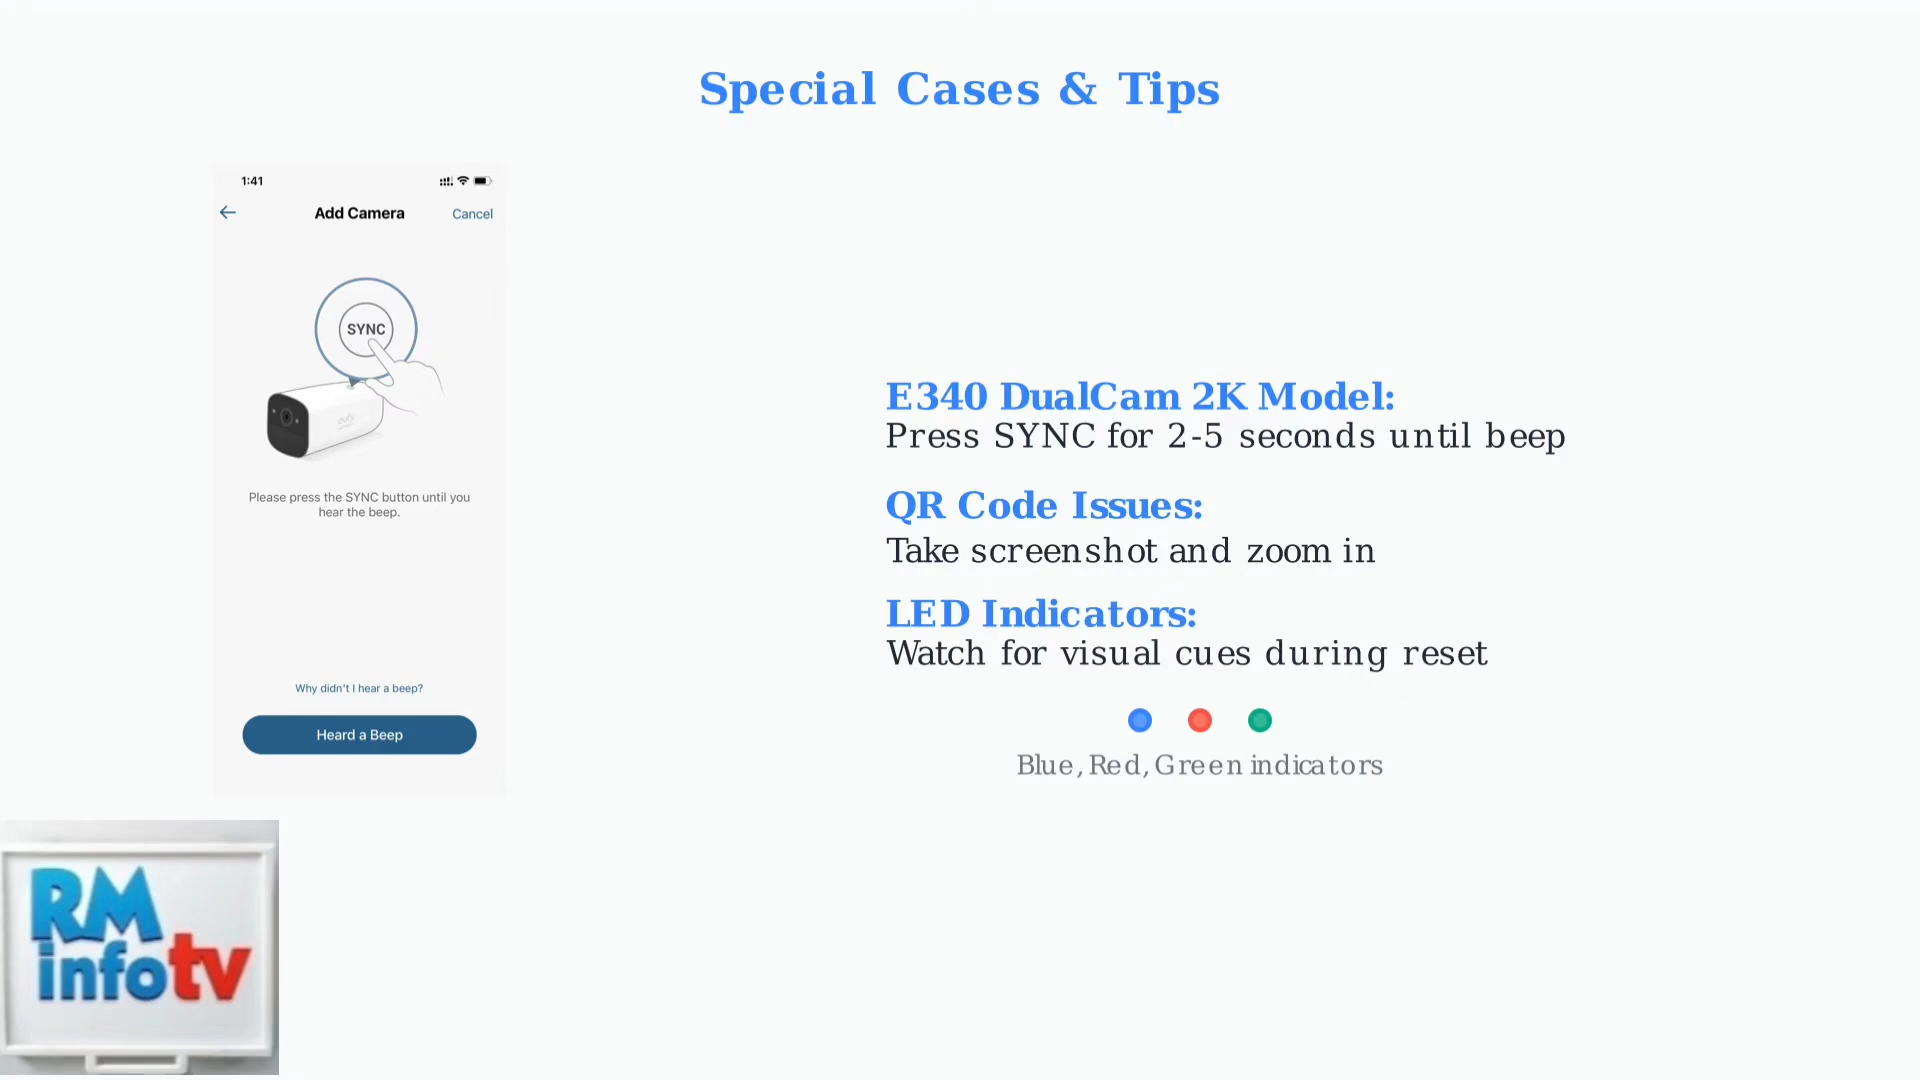 Special Cases & Tips
1:41
Add Camera
Cancel
SYNC
eufy
Please press the SYNC button until you
hear the beep.
Why didn't I hear a beep?
Heard a Beep
E340 DualCam 2K Model:
Press SYNC for 2-5 seconds until beep
QR Code Issues:
Take screenshot and zoom in
LED Indicators:
Watch for visual cues during reset
Blue, Red, Green indicators
RM
infotv